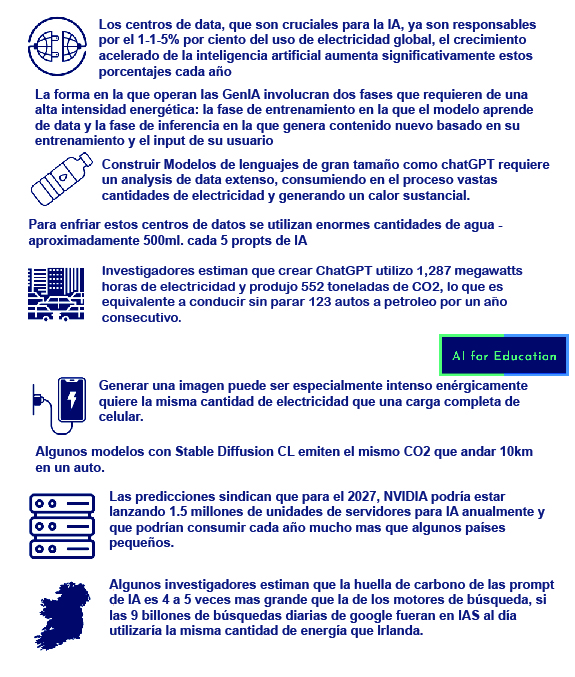 Los centros de data, que son cruciales para la IA, ya son responsables
por el 1-1-5% por ciento del uso de electricidad global, el crecimiento
acelerado de la inteligencia artificial aumenta significativamente estos
porcentajes cada año
La forma en la que operan las GenIA involucran dos fases que requieren de una
alta intensidad energética: la fase de entrenamiento en la que el modelo aprende
de data y la fase de inferencia en la que genera contenido nuevo basado en su
entrenamiento y el input de su usuario
Construir Modelos de lenguajes de gran tamaño como chatGPT requiere
un analysis de data extenso, consumiendo en el proceso vastas
cantidades de electricidad y generando un calor sustancial.
Para enfriar estos centros de datos se utilizan enormes cantidades de agua -
aproximadamente 500ml. cada 5 propts de IA
Investigadores estiman que crear ChatGPT utilizo 1,287 megawatts
horas de electricidad y produjo 552 toneladas de CO2, lo que es
equivalente a conducir sin parar 123 autos a petroleo por un año
consecutivo.
AI for Education
Generar una imagen puede ser especialmente intenso enérgicamente
quiere la misma cantidad de electricidad que una carga completa de
celular.
Algunos modelos con Stable Diffusion CL emiten el mismo CO2 que andar 10km
en un auto.
Las predicciones sindican que para el 2027, NVIDIA podría estar
lanzando 1.5 millones de unidades de servidores para IA anualmente y
que podrían consumir cada año mucho mas que algunos países
pequeños.
Algunos investigadores estiman que la huella de carbono de las prompt
de IA es 4 a 5 veces mas grande que la de los motores de búsqueda, si
las 9 billones de búsquedas diarias de google fueran en IAS al día
utilizaría la misma cantidad de energía que Irlanda.